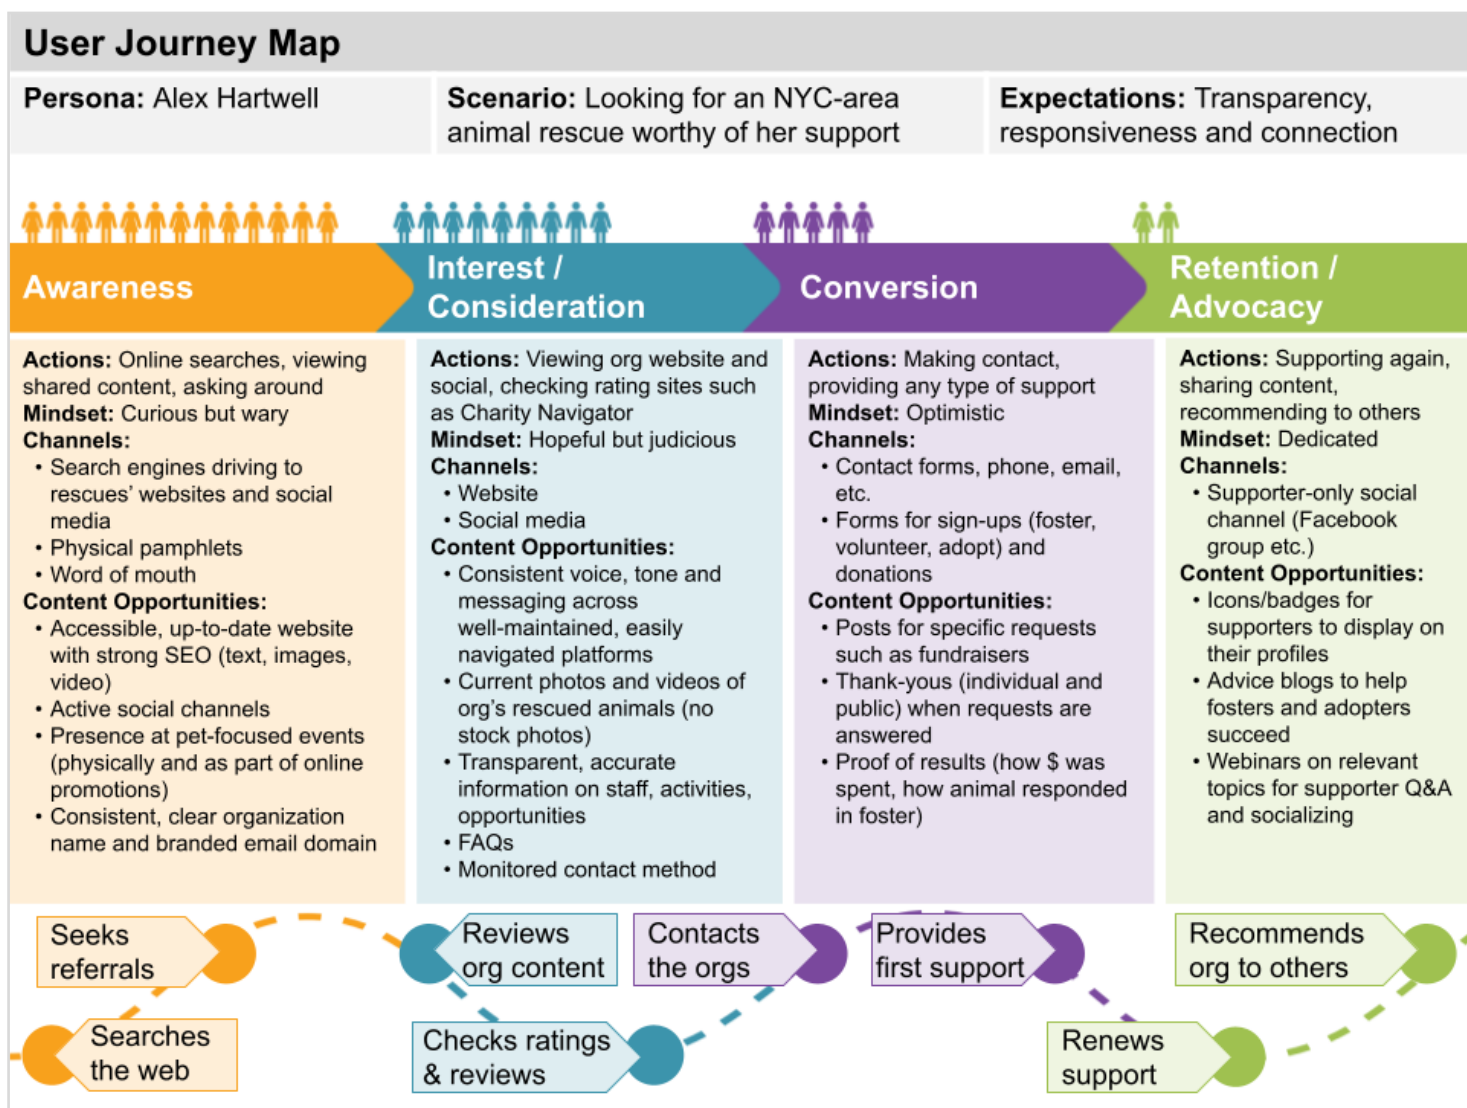 User Journey Map
Persona: Alex Hartwell
Scenario: Looking for an NYC-area
animal rescue worthy of her support
Expectations: Transparency,
responsiveness and connection
Awareness
Interest /
Consideration
Conversion
Retention /
Advocacy
Actions: Online searches, viewing
shared content, asking around
Mindset: Curious but wary
Channels:
• Search engines driving to
rescues’ websites and social
media
• Physical pamphlets
• Word of mouth
Content Opportunities:
• Accessible, up-to-date website
with strong SEO (text, images,
video)
• Active social channels
• Presence at pet-focused events
(physically and as part of online
promotions)
• Consistent, clear organization
name and branded email domain
Actions: Viewing org website and
social, checking rating sites such
as Charity Navigator
Mindset: Hopeful but judicious
Channels:
• Website
• Social media
Content Opportunities:
• Consistent voice, tone and
messaging across
well-maintained, easily
navigated platforms
• Current photos and videos of
org’s rescued animals (no
stock photos)
• Transparent, accurate
information on staff, activities,
opportunities
• FAQs
• Monitored contact method
Actions: Making contact,
providing any type of support
Mindset: Optimistic
Channels:
• Contact forms, phone, email,
etc.
• Forms for sign-ups (foster,
volunteer, adopt) and
donations
Content Opportunities:
• Posts for specific requests
such as fundraisers
• Thank-yous (individual and
public) when requests are
answered
• Proof of results (how $ was
spent, how animal responded
in foster)
Actions: Supporting again,
sharing content,
recommending to others
Mindset: Dedicated
Channels:
• Supporter-only social
channel (Facebook
group etc.)
Content Opportunities:
• Icons/badges for
supporters to display on
their profiles
• Advice blogs to help
fosters and adopters
succeed
• Webinars on relevant
topics for supporter Q&A
and socializing
Seeks
referrals
Searches
the web
Reviews
org content
Checks ratings
& reviews
Contacts
the orgs
Provides
first support
Renews
support
Recommends
org to others